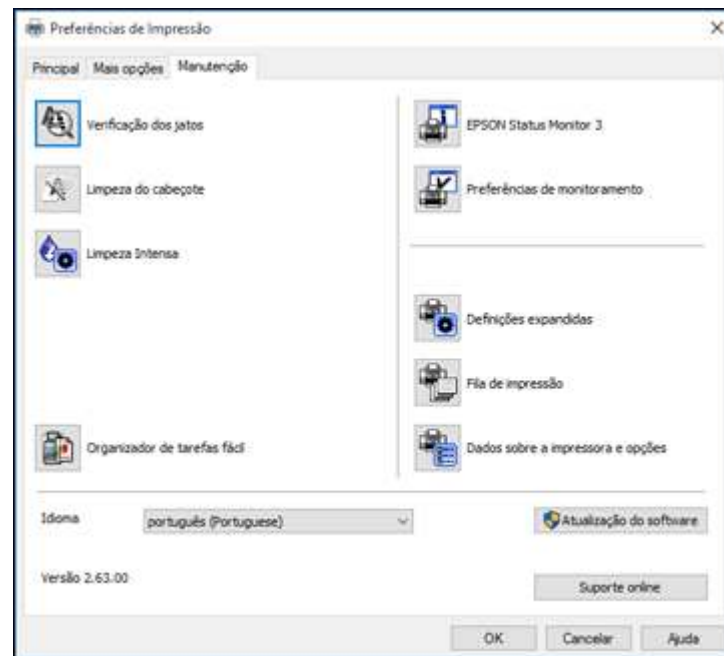 Preferências de Impressão
Principal Mais opções Manutenção
Verificação dos jatos
Limpeza do cabeçote
Limpeza Intensa
Organizador de tarefas fácil
EPSON Status Monitor 3
Preferências de monitoramento
Definições expandidas
Fila de impressão
Dados sobre a impressora e opções
Idioma português (Portuguese) Atualização do software
Versão 2.63.00 Suporte online
OK Cancelar Ajuda